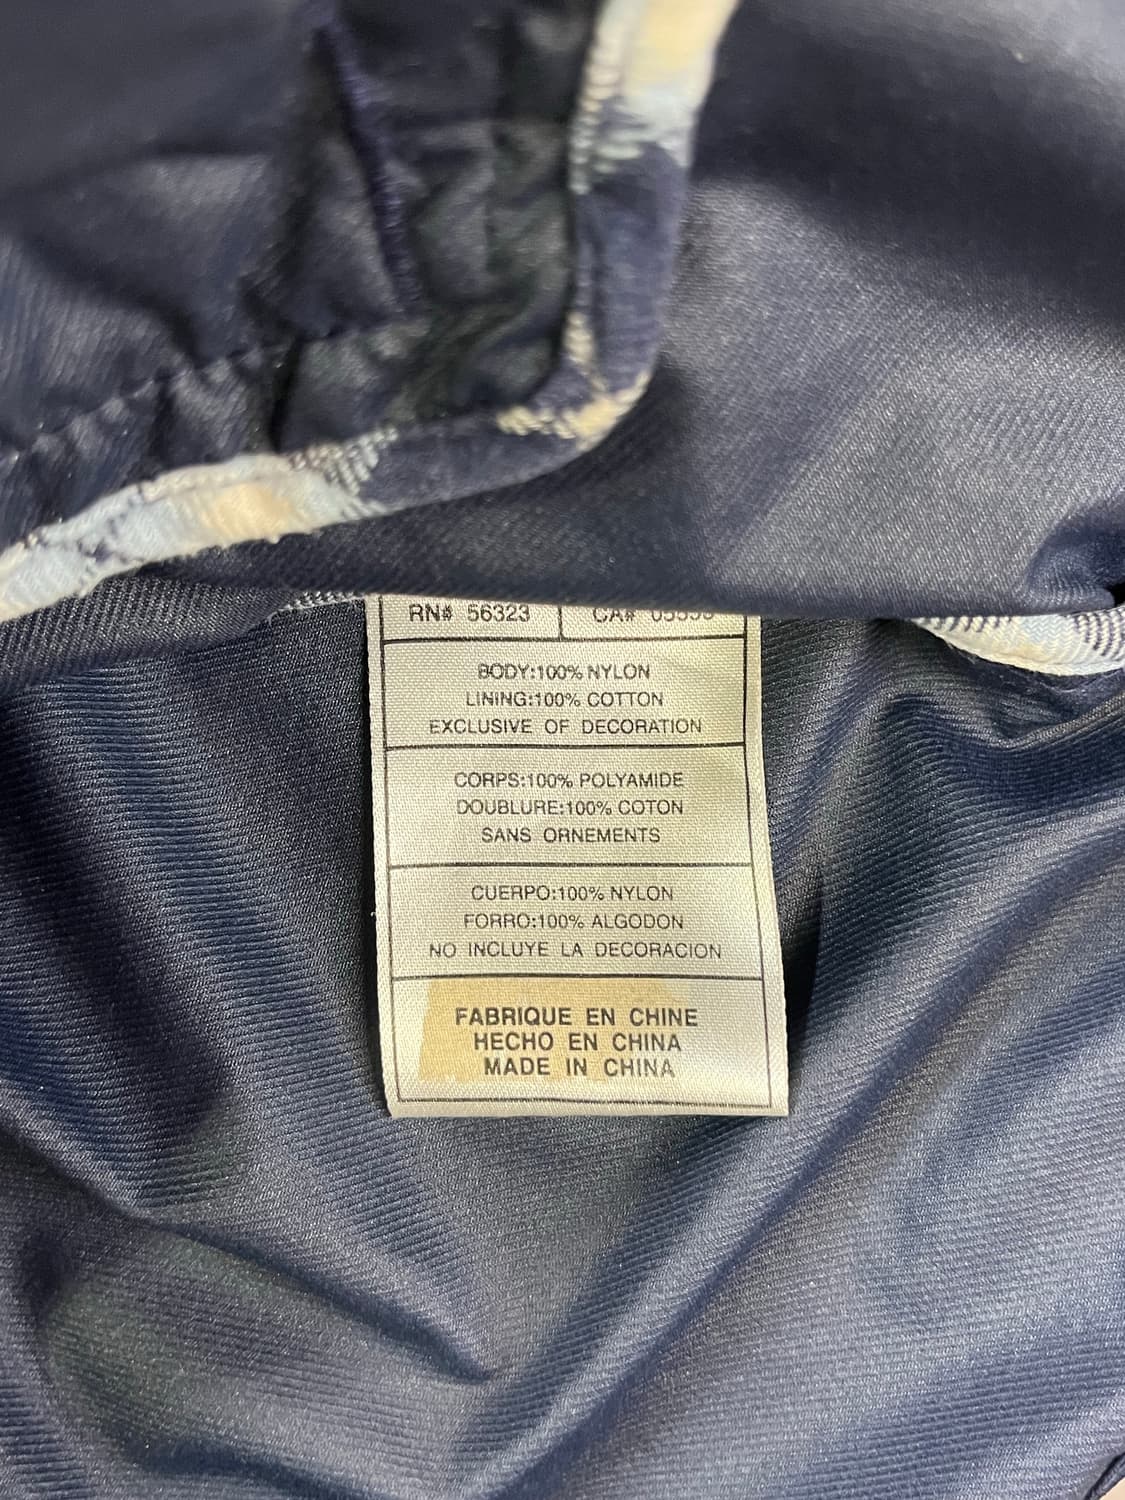 RN# 56323 CA#
BODY:100% NYLON
LINING:100% COTTON
EXCLUSIVE OF DECORATION
CORPS:100% POLYAMIDE
DOUBLURE:100% COTON
SANS ORNEMENTS
CUERPO:100% NYLON
FORRO:100% ALGODON
NO INCLUYE LA DECORACION
FABRIQUE EN CHINE
HECHO EN CHINA
MADE IN CHINA